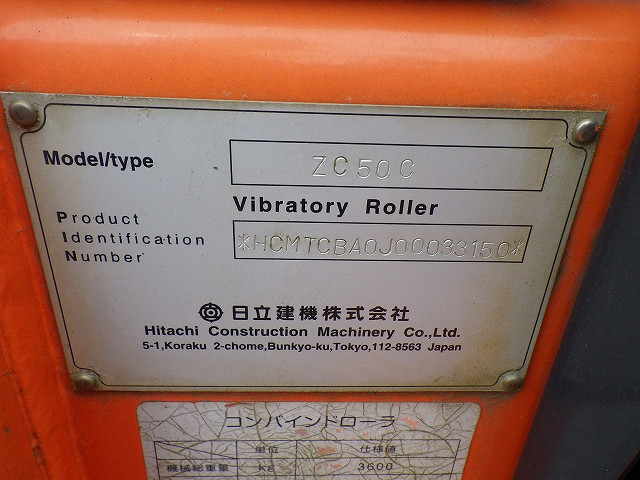 Model/type ZC50C
Vibratory Roller
Product
Identification
Number
*HCMTCBA0J00033150*
日立建機株式会社
Hitachi Construction Machinery Co.,Ltd.
5-1,Koraku 2-chome,Bunkyo-ku,Tokyo,112-8563 Japan
コンバインドローラ
単位 仕様値
機械総重量 kg 3600